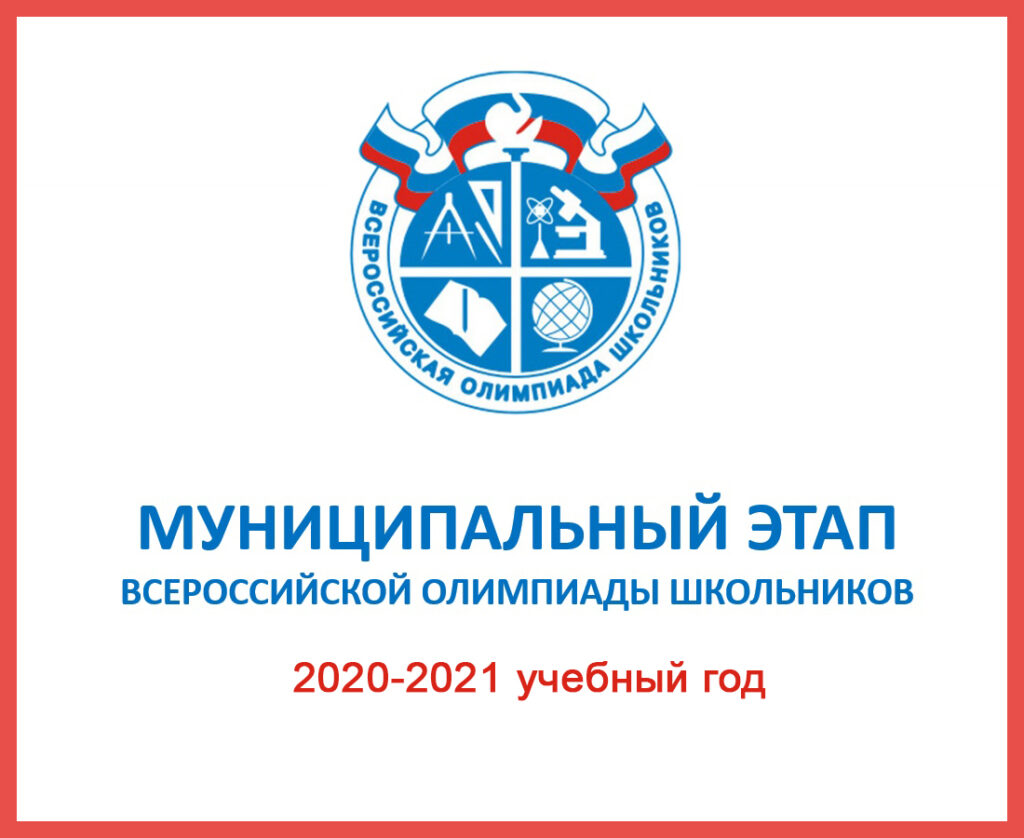 ВСЕРОССИЙСКАЯ ОЛИМПИАДА ШКОЛЬНИКОВ
МУНИЦИПАЛЬНЫЙ ЭТАП
ВСЕРОССИЙСКОЙ ОЛИМПИАДЫ ШКОЛЬНИКОВ
2020-2021 учебный год